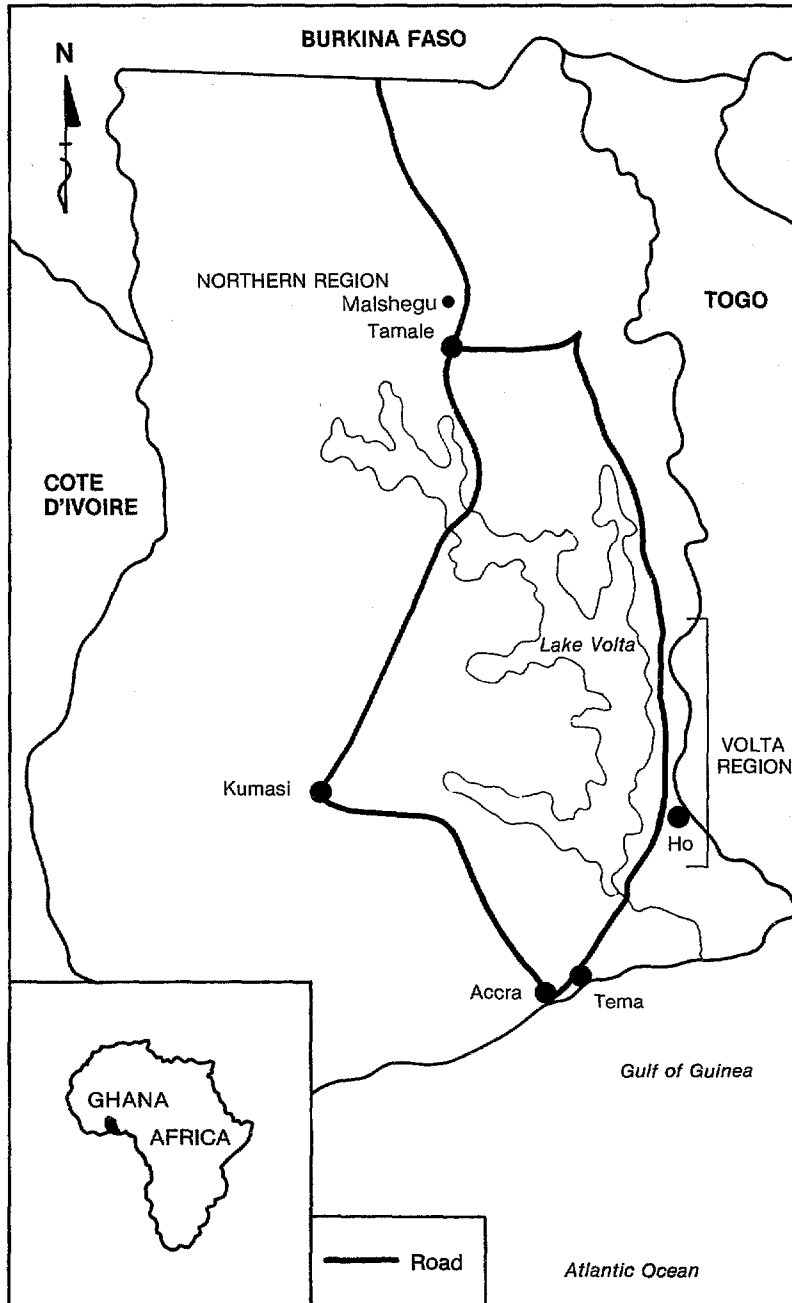 BURKINA FASO
N
NORTHERN REGION
Malshegu
Tamale
TOGO
COTE
D'IVOIRE
Lake Volta
VOLTA
REGION
Kumasi
Ho
Accra
Tema
Gulf of Guinea
GHANA
AFRICA
Road
Atlantic Ocean